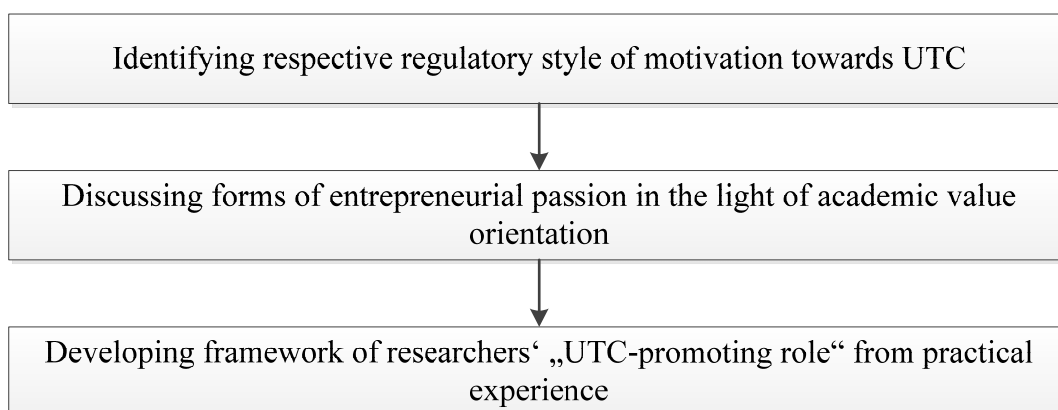 Identifying respective regulatory style of motivation towards UTC
Discussing forms of entrepreneurial passion in the light of academic value
orientation
Developing framework of researchers‘ „UTC-promoting role“ from practical
experience